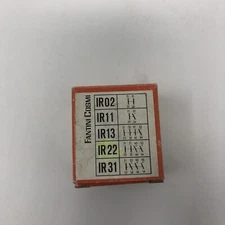 FANTINI COSMI
IR02
IR11
IR13
IR22
IR31